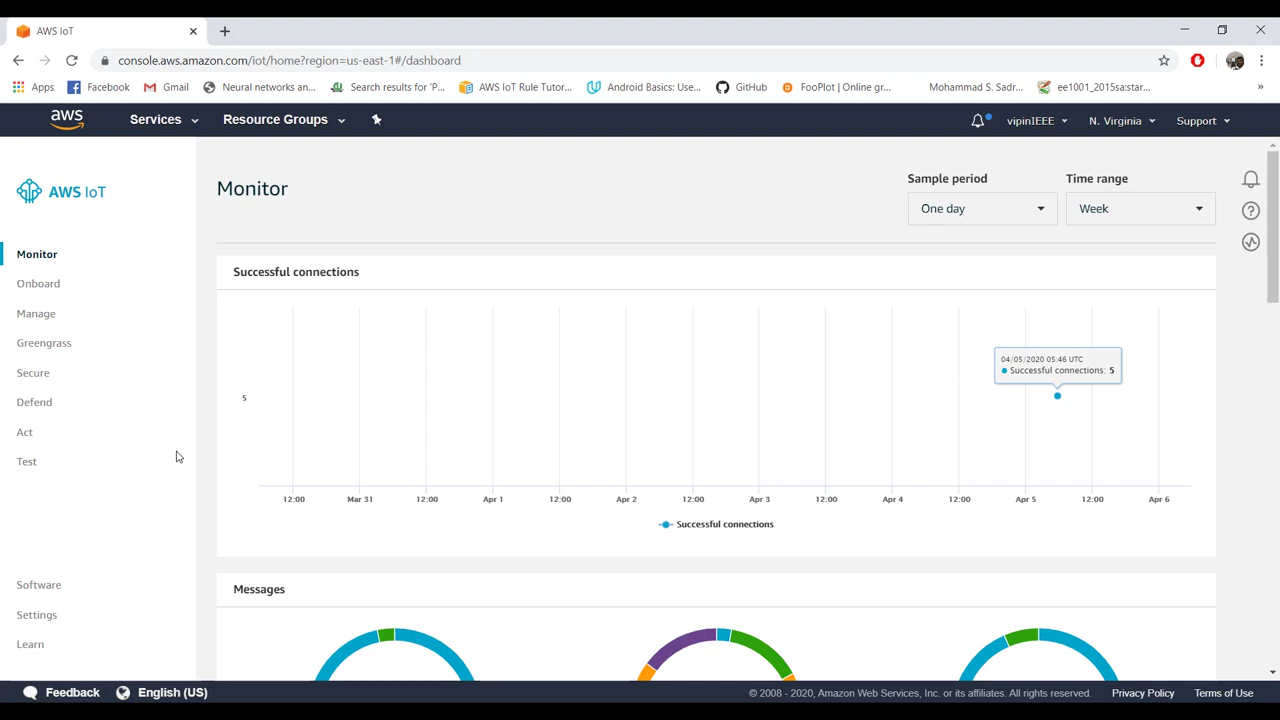 AWS IoT
console.aws.amazon.com/iot/home?region=us-east-1#/dashboard
Apps Facebook Gmail Neural networks an... Search results for 'P... AWS IoT Rule Tutor... Android Basics: Use... GitHub FooPlot | Online gr... Mohammad S. Sadr... ee1001_2015sa:star... »
aws Services Resource Groups vipinIEEE N. Virginia Support
AWS IoT
Monitor
Onboard
Manage
Greengrass
Secure
Defend
Act
Test
Software
Settings
Learn
Monitor
Sample period Time range
One day Week
Successful connections
04/05/2020 05:46 UTC
Successful connections: 5
5
12:00 Mar 31 12:00 Apr 1 12:00 Apr 2 12:00 Apr 3 12:00 Apr 4 12:00 Apr 5 12:00 Apr 6
Successful connections
Messages
Feedback English (US) © 2008 - 2020, Amazon Web Services, Inc. or its affiliates. All rights reserved. Privacy Policy Terms of Use